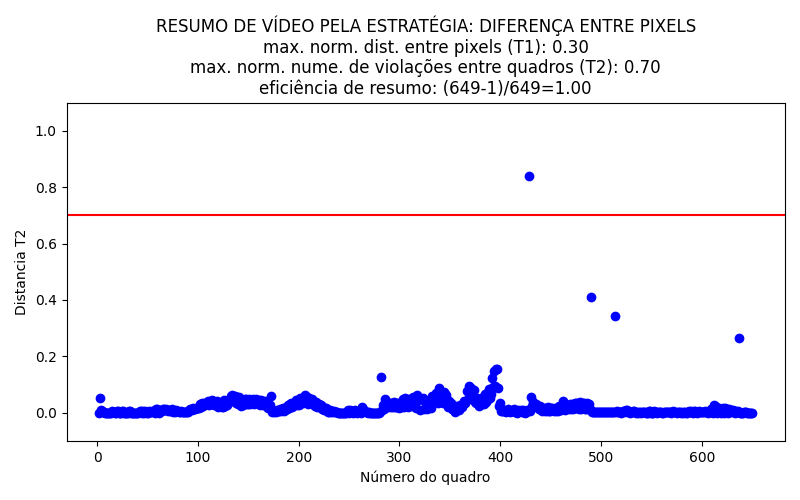 RESUMO DE VÍDEO PELA ESTRATÉGIA: DIFERENÇA ENTRE PIXELS
max. norm. dist. entre pixels (T1): 0.30
max. norm. nume. de violações entre quadros (T2): 0.70
eficiência de resumo: (649-1)/649=1.00
1.0
0.8
0.6
0.4
0.2
0.0
Distancia T2
0 100 200 300 400 500 600
Número do quadro